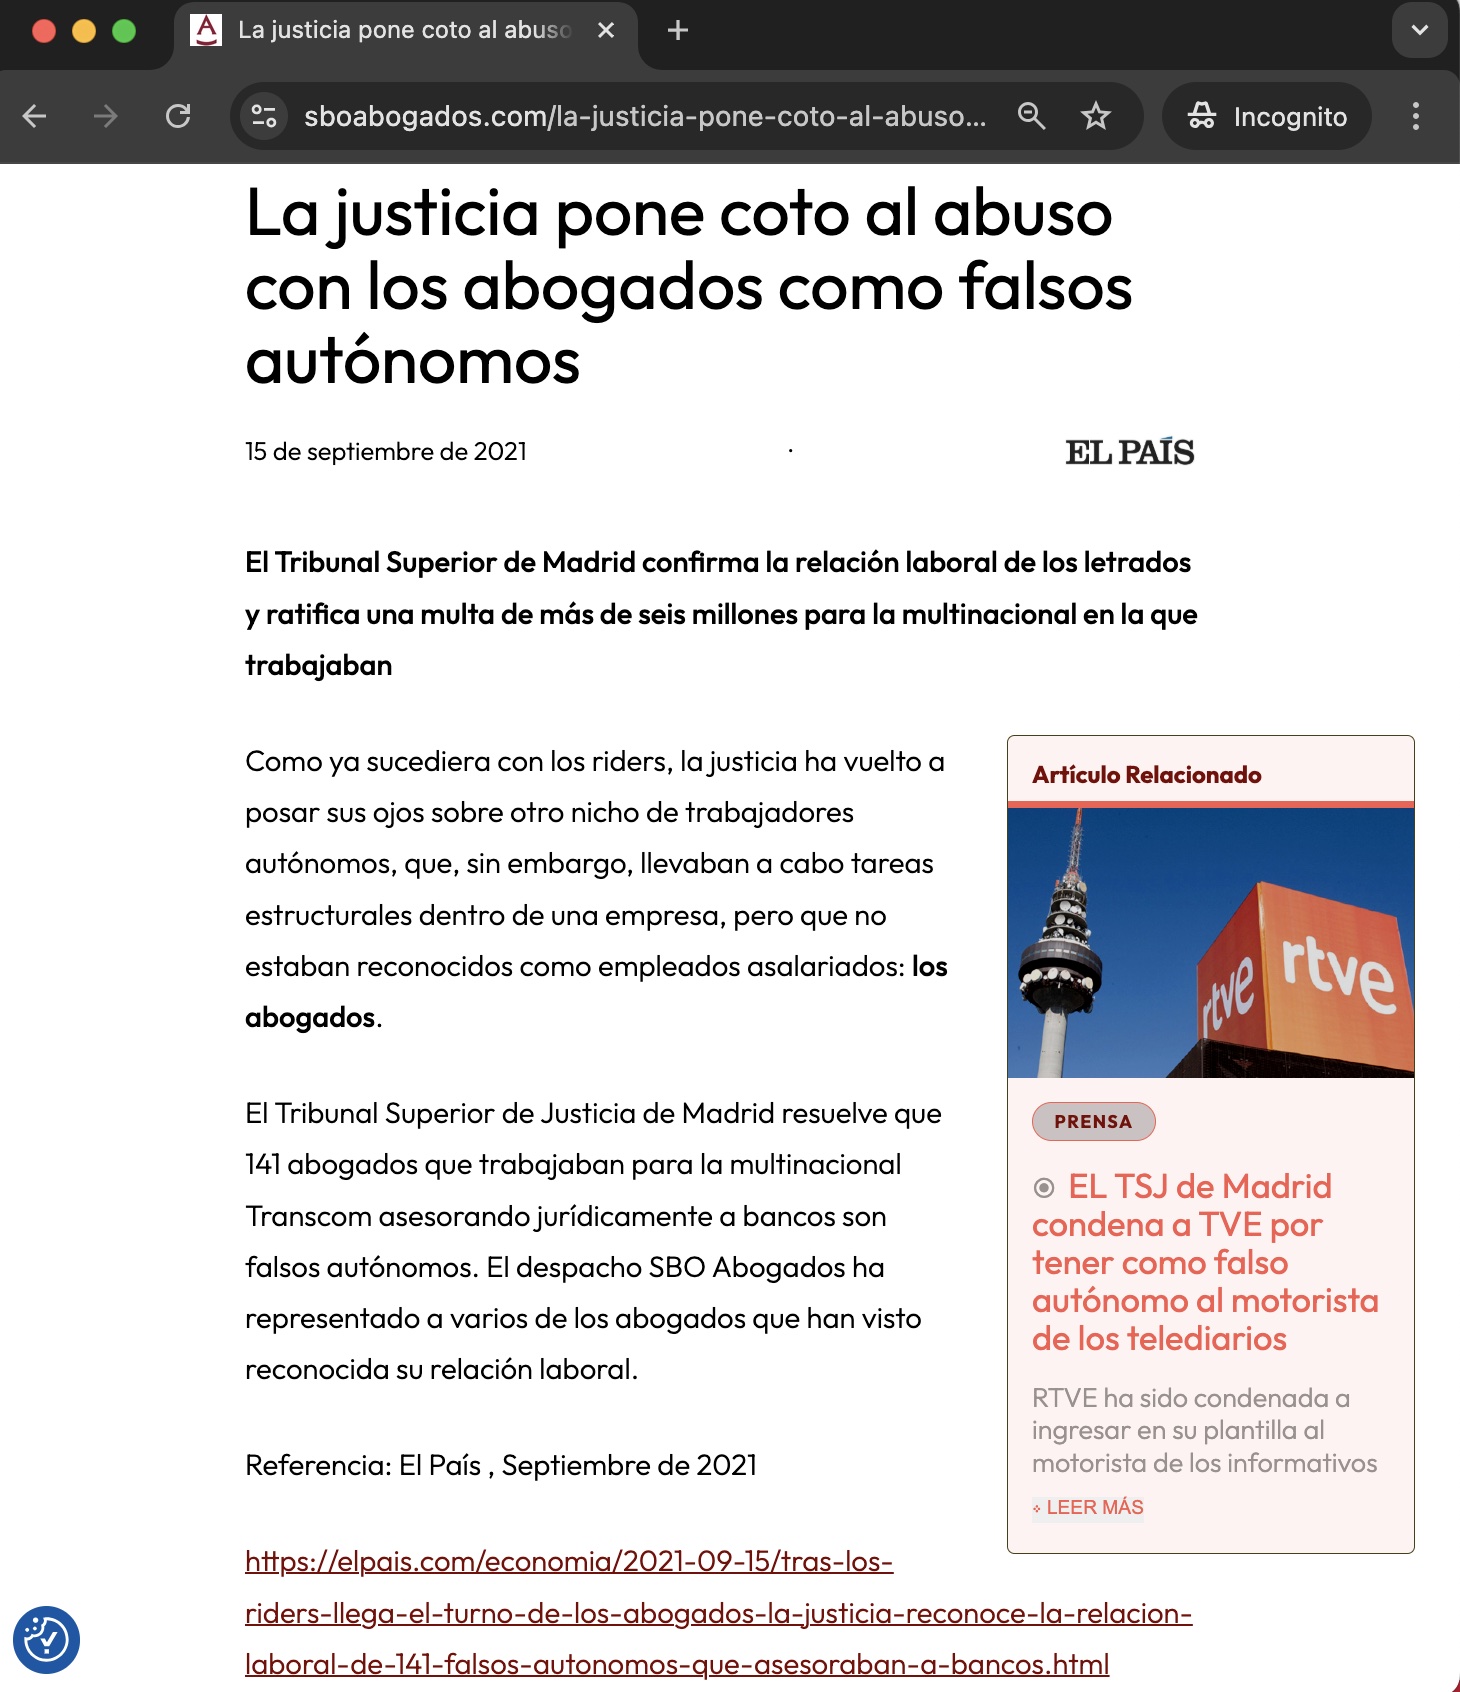 La justicia pone coto al abuso
sboabogados.com/la-justicia-pone-coto-al-abuso...
Incognito
La justicia pone coto al abuso
con los abogados como falsos
autónomos
15 de septiembre de 2021
·
EL PAÍS
El Tribunal Superior de Madrid confirma la relación laboral de los letrados
y ratifica una multa de más de seis millones para la multinacional en la que
trabajaban
Como ya sucediera con los riders, la justicia ha vuelto a
posar sus ojos sobre otro nicho de trabajadores
autónomos, que, sin embargo, llevaban a cabo tareas
estructurales dentro de una empresa, pero que no
estaban reconocidos como empleados asalariados: los
abogados.
El Tribunal Superior de Justicia de Madrid resuelve que
141 abogados que trabajaban para la multinacional
Transcom asesorando jurídicamente a bancos son
falsos autónomos. El despacho SBO Abogados ha
representado a varios de los abogados que han visto
reconocida su relación laboral.
Referencia: El País , Septiembre de 2021
https://elpais.com/economia/2021-09-15/tras-los-
riders-llega-el-turno-de-los-abogados-la-justicia-reconoce-la-relacion-
laboral-de-141-falsos-autonomos-que-asesoraban-a-bancos.html
Artículo Relacionado
rtve
rtve
PRENSA
EL TSJ de Madrid
condena a TVE por
tener como falso
autónomo al motorista
de los telediarios
RTVE ha sido condenada a
ingresar en su plantilla al
motorista de los informativos
LEER MÁS